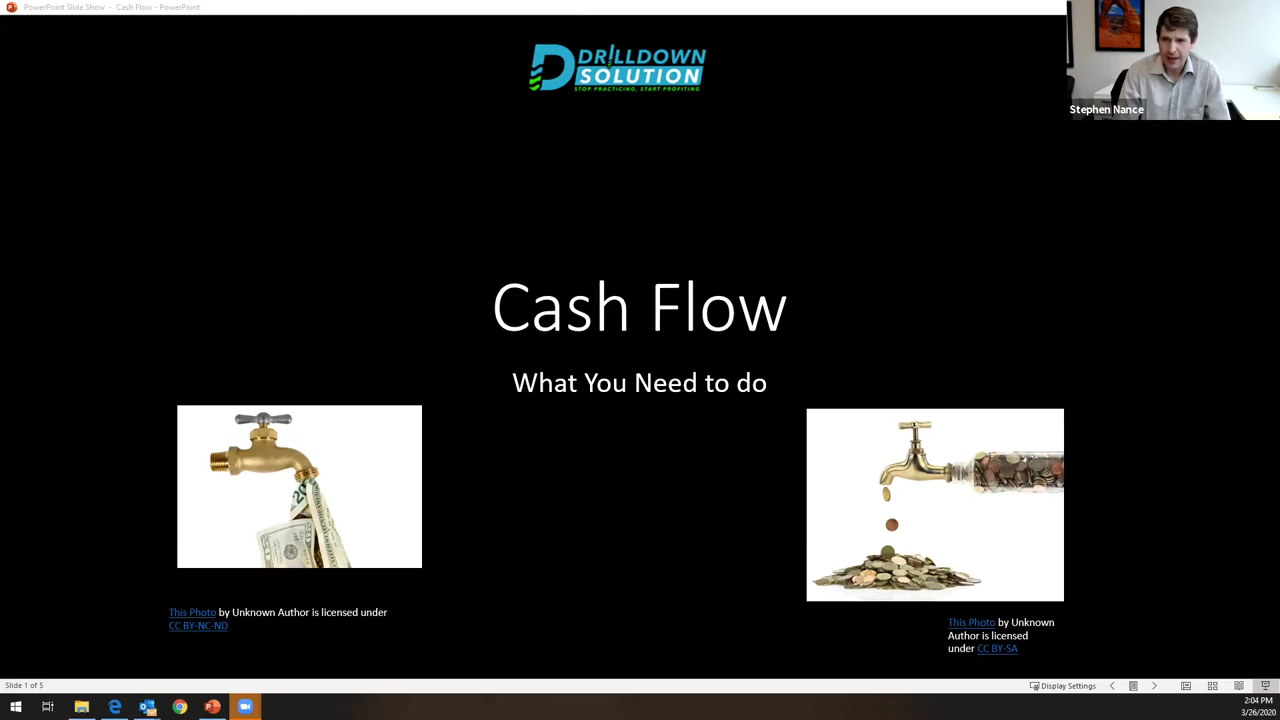 PowerPoint Slide Show - Cash Flow - PowerPoint
DRILLDOWN
SOLUTION
STOP PRACTICING, START PROFITING
Stephen Nance
Cash Flow
What You Need to do
This Photo by Unknown Author is licensed under
CC BY-NC-ND
This Photo by Unknown
Author is licensed
under CC BY-SA
Slide 1 of 5
Display Settings
2:04 PM
3/26/2020